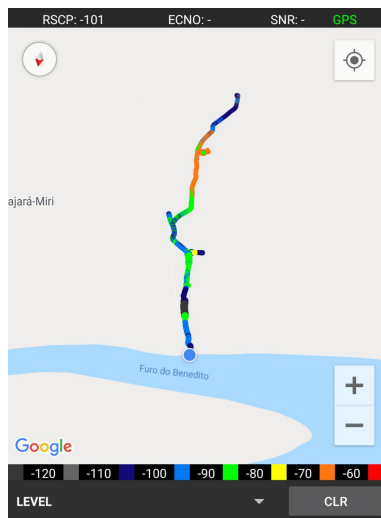 RSCP: -101 ECNO: - SNR: - GPS
ajará-Miri
Furo do Benedito
Google
-120 -110 -100 -90 -80 -70 -60
LEVEL CLR